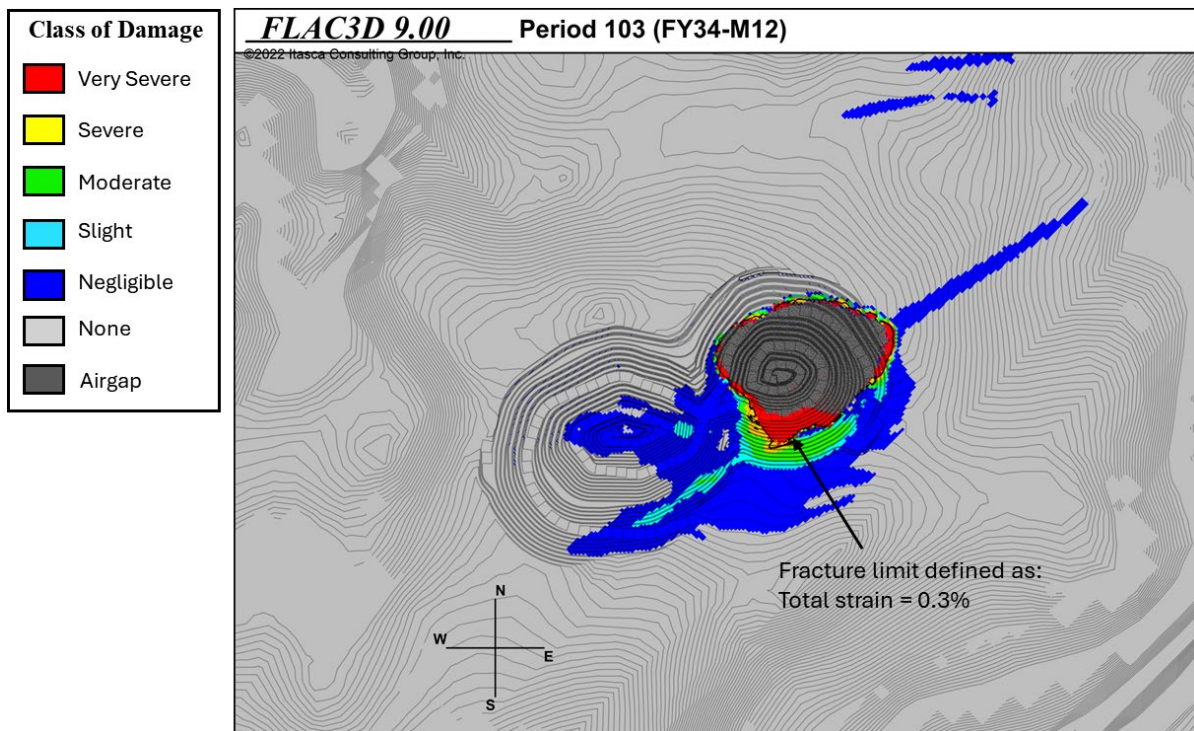 Class of Damage
Very Severe
Severe
Moderate
Slight
Negligible
None
Airgap
FLAC3D 9.00
Period 103 (FY34-M12)
©2022 Itasca Consulting Group, Inc.
Fracture limit defined as:
Total strain = 0.3%
N
W
E
S